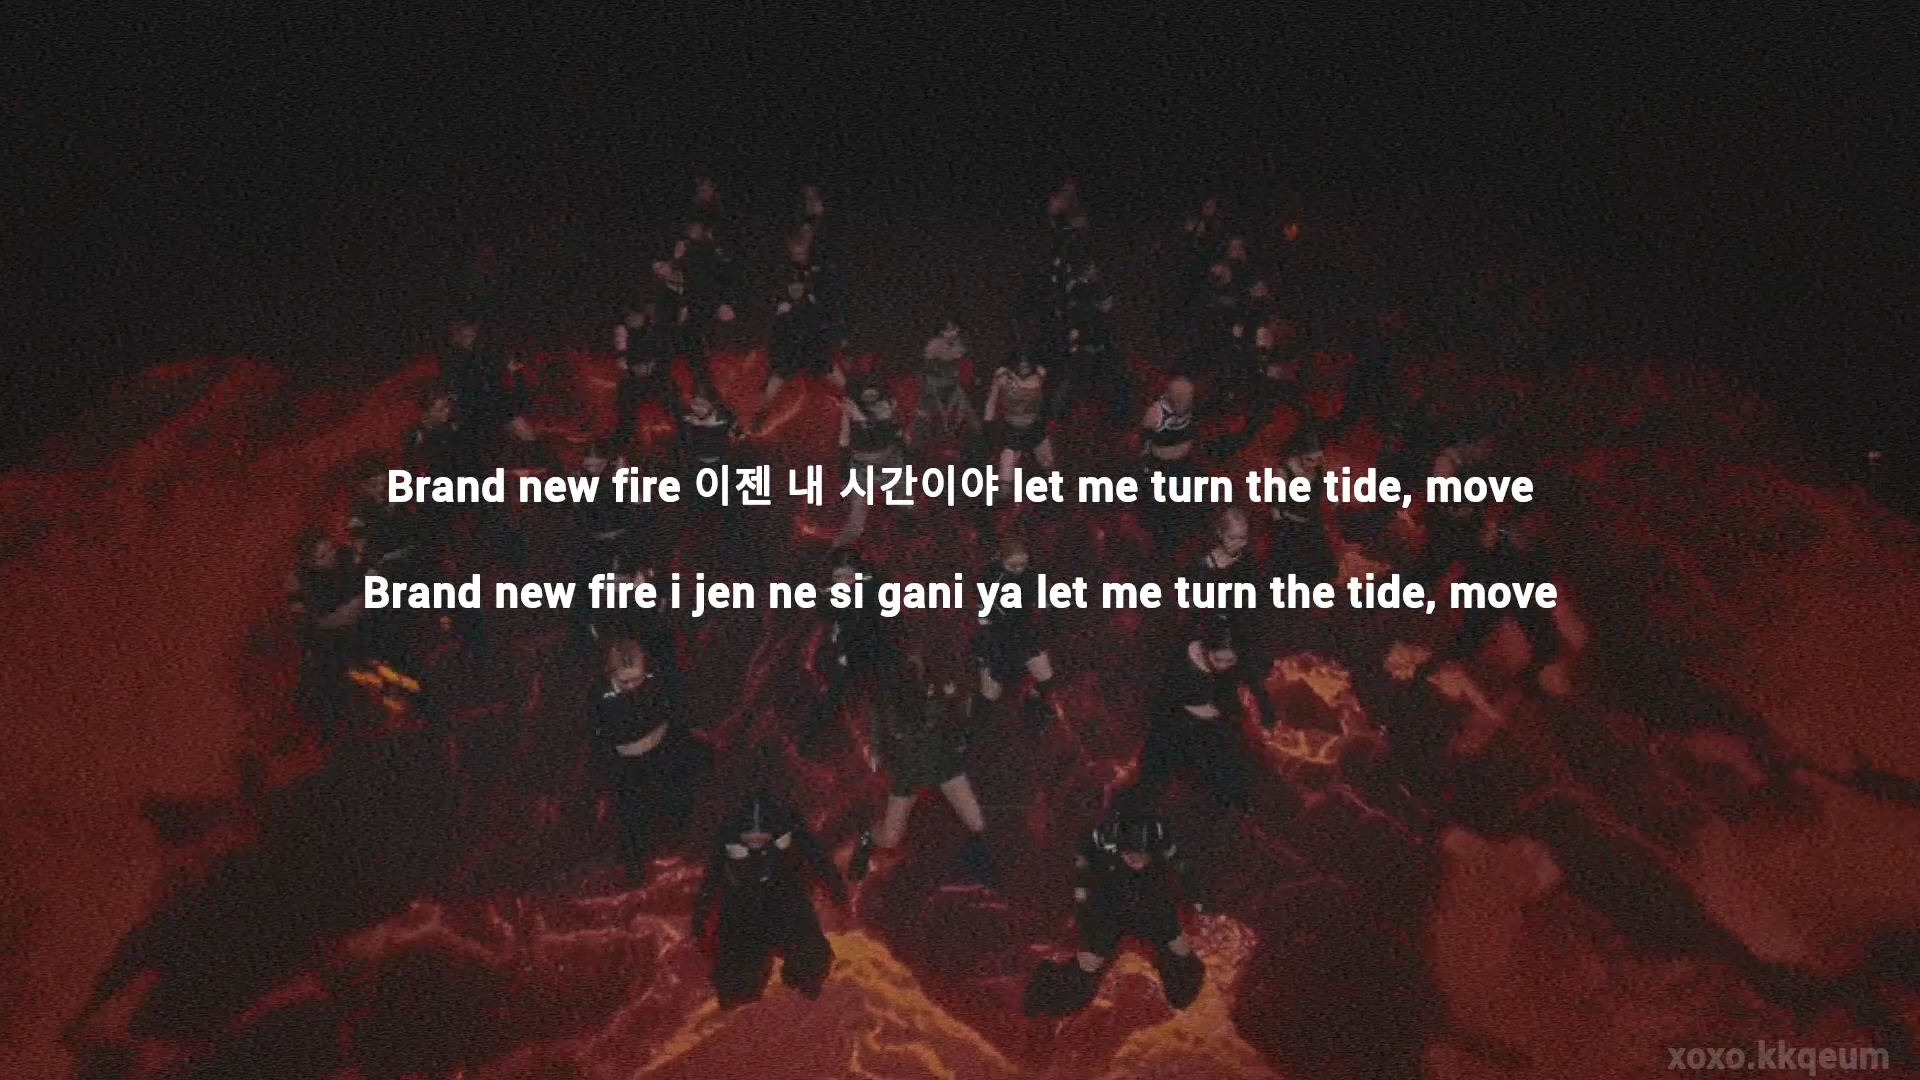 Brand new fire 이젠 내 시간이야 let me turn the tide, move
Brand new fire i jen ne si gani ya let me turn the tide, move
xoxo.kkqeum